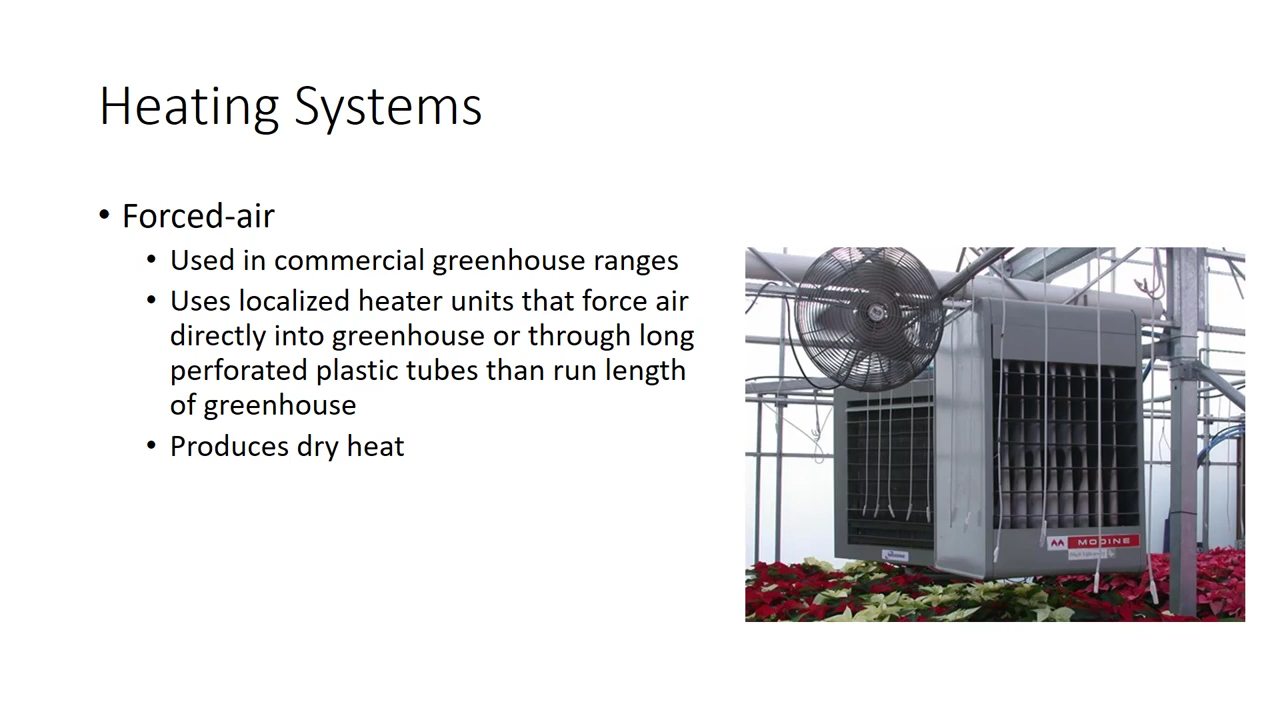 Heating Systems
• Forced-air
• Used in commercial greenhouse ranges
• Uses localized heater units that force air
directly into greenhouse or through long
perforated plastic tubes than run length
of greenhouse
• Produces dry heat
MODINE